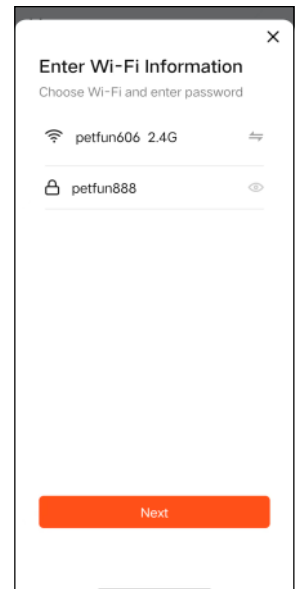 Enter Wi-Fi Information
Choose Wi-Fi and enter password
petfun606 2.4G
petfun888
Next